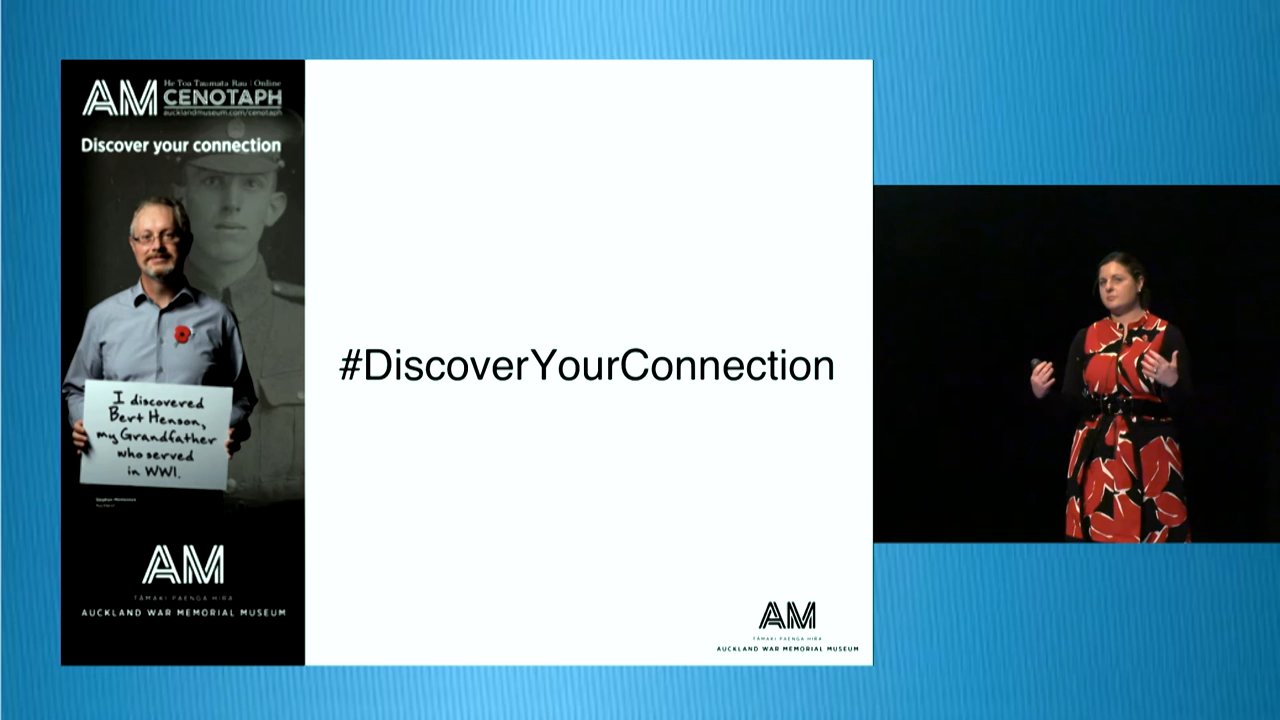 AM He Toa Taumata Rau | Online
CENOTAPH
aucklandmuseum.com/cenotaph
Discover your connection
I discovered
Bert Henson,
my Grandfather
who served
in WWI.
AM
TĀMAKI PAENGA HIRA
AUCKLAND WAR MEMORIAL MUSEUM
#DiscoverYourConnection
AM
TĀMAKI PAENGA HIRA
AUCKLAND WAR MEMORIAL MUSEUM